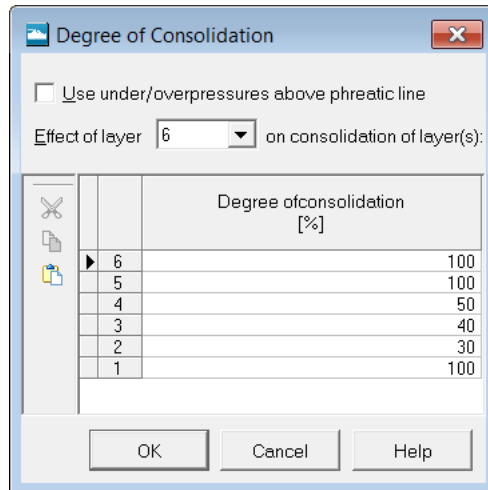 Degree of Consolidation
Use under/overpressures above phreatic line
Effect of layer 6 on consolidation of layer(s):
Degree ofconsolidation
[%]
6 100
5 100
4 50
3 40
2 30
1 100
OK Cancel Help